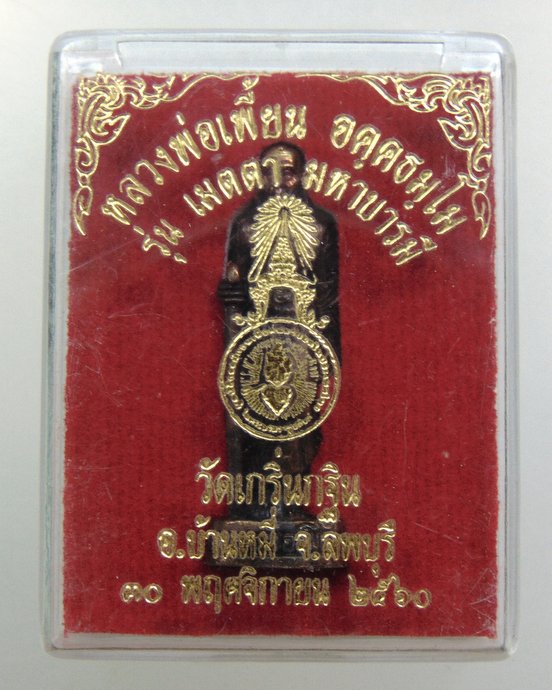 หลวงพ่อเพี้ยน อคฺคธมฺโม
รุ่น เมตตา มหาบารมี
วัดเกริ่นกฐิน
อ.บ้านหมี่ จ.ลพบุรี
๓๐ พฤศจิกายน ๒๕๖๐